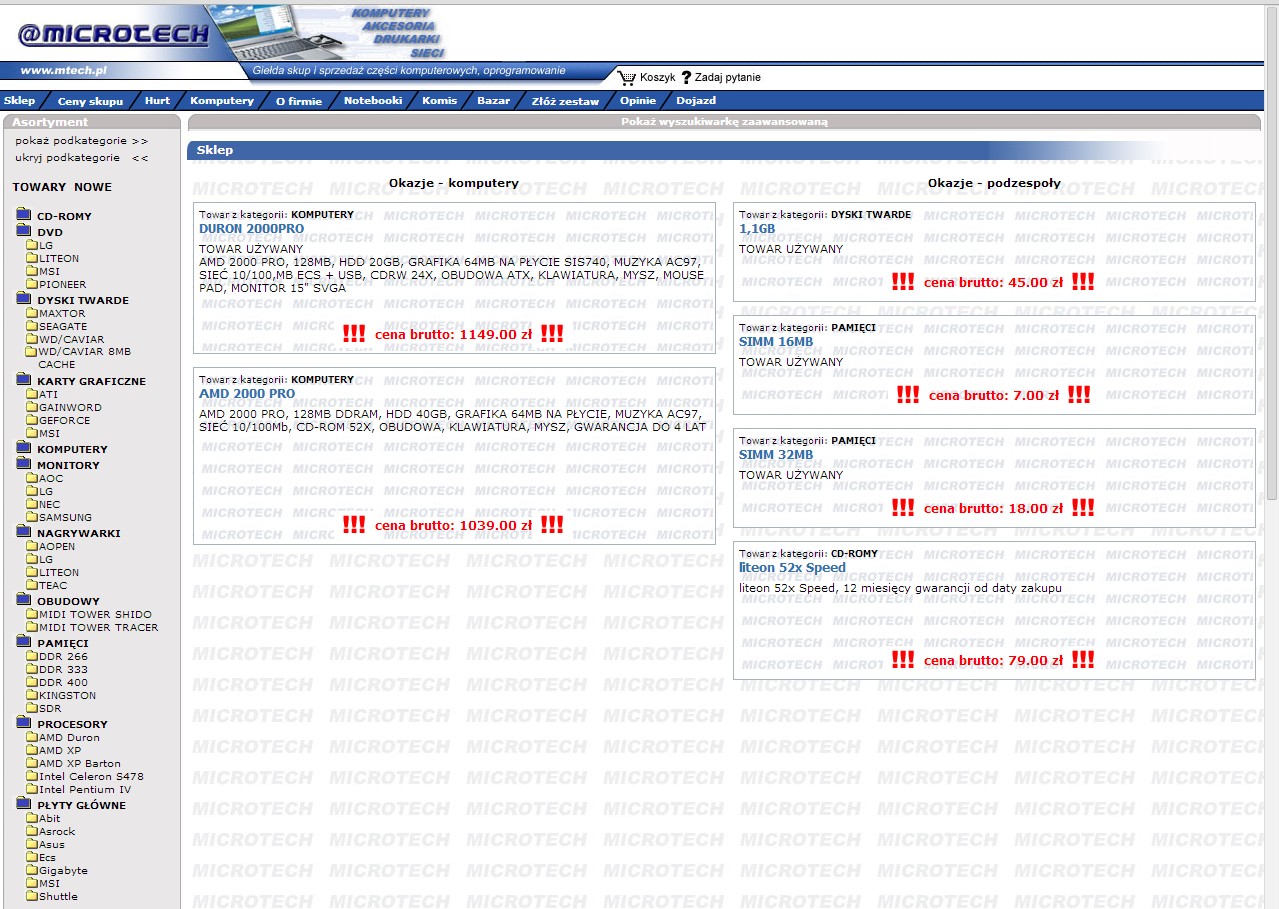 @MICROTECH
KOMPUTERY
AKCESORIA
DRUKARKI
SIECI
www.mtech.pl
Giełda skup i sprzedaż części komputerowych, oprogramowanie
Koszyk ? Zadaj pytanie
Sklep Ceny skupu Hurt Komputery O firmie Notebooki Komis Bazar Złóż zestaw Opinie Dojazd
Asortyment
pokaż podkategorie >>
ukryj podkategorie <<
TOWARY NOWE
CD-ROMY
DVD
LG
LITEON
MSI
PIONEER
DYSKI TWARDE
MAXTOR
SEAGATE
WD/CAVIAR
WD/CAVIAR 8MB
CACHE
KARTY GRAFICZNE
ATI
GAINWORD
GEFORCE
MSI
KOMPUTERY
MONITORY
AOC
LG
NEC
SAMSUNG
NAGRYWARKI
AOPEN
LG
LITEON
TEAC
OBUDOWY
MIDI TOWER SHIDO
MIDI TOWER TRACER
PAMIĘCI
DDR 266
DDR 333
DDR 400
KINGSTON
SDR
PROCESORY
AMD Duron
AMD XP
AMD XP Barton
Intel Celeron S478
Intel Pentium IV
PŁYTY GŁÓWNE
Abit
Asrock
Asus
Ecs
Gigabyte
MSI
Shuttle
Pokaż wyszukiwarkę zaawansowaną
Sklep
Okazje - komputery
Towar z kategorii: KOMPUTERY
DURON 2000PRO
TOWAR UŻYWANY
AMD 2000 PRO, 128MB, HDD 20GB, GRAFIKA 64MB NA PŁYCIE SIS740, MUZYKA AC97,
SIEĆ 10/100,MB ECS + USB, CDRW 24X, OBUDOWA ATX, KLAWIATURA, MYSZ, MOUSE
PAD, MONITOR 15" SVGA
!!! cena brutto: 1149.00 zł !!!
Towar z kategorii: KOMPUTERY
AMD 2000 PRO
AMD 2000 PRO, 128MB DDRAM, HDD 40GB, GRAFIKA 64MB NA PŁYCIE, MUZYKA AC97,
SIEĆ 10/100Mb, CD-ROM 52X, OBUDOWA, KLAWIATURA, MYSZ, GWARANCJA DO 4 LAT
!!! cena brutto: 1039.00 zł !!!
Okazje - podzespoły
Towar z kategorii: DYSKI TWARDE
1,1GB
TOWAR UŻYWANY
!!! cena brutto: 45.00 zł !!!
Towar z kategorii: PAMIĘCI
SIMM 16MB
TOWAR UŻYWANY
!!! cena brutto: 7.00 zł !!!
Towar z kategorii: PAMIĘCI
SIMM 32MB
TOWAR UŻYWANY
!!! cena brutto: 18.00 zł !!!
Towar z kategorii: CD-ROMY
liteon 52x Speed
liteon 52x Speed, 12 miesięcy gwarancji od daty zakupu
!!! cena brutto: 79.00 zł !!!